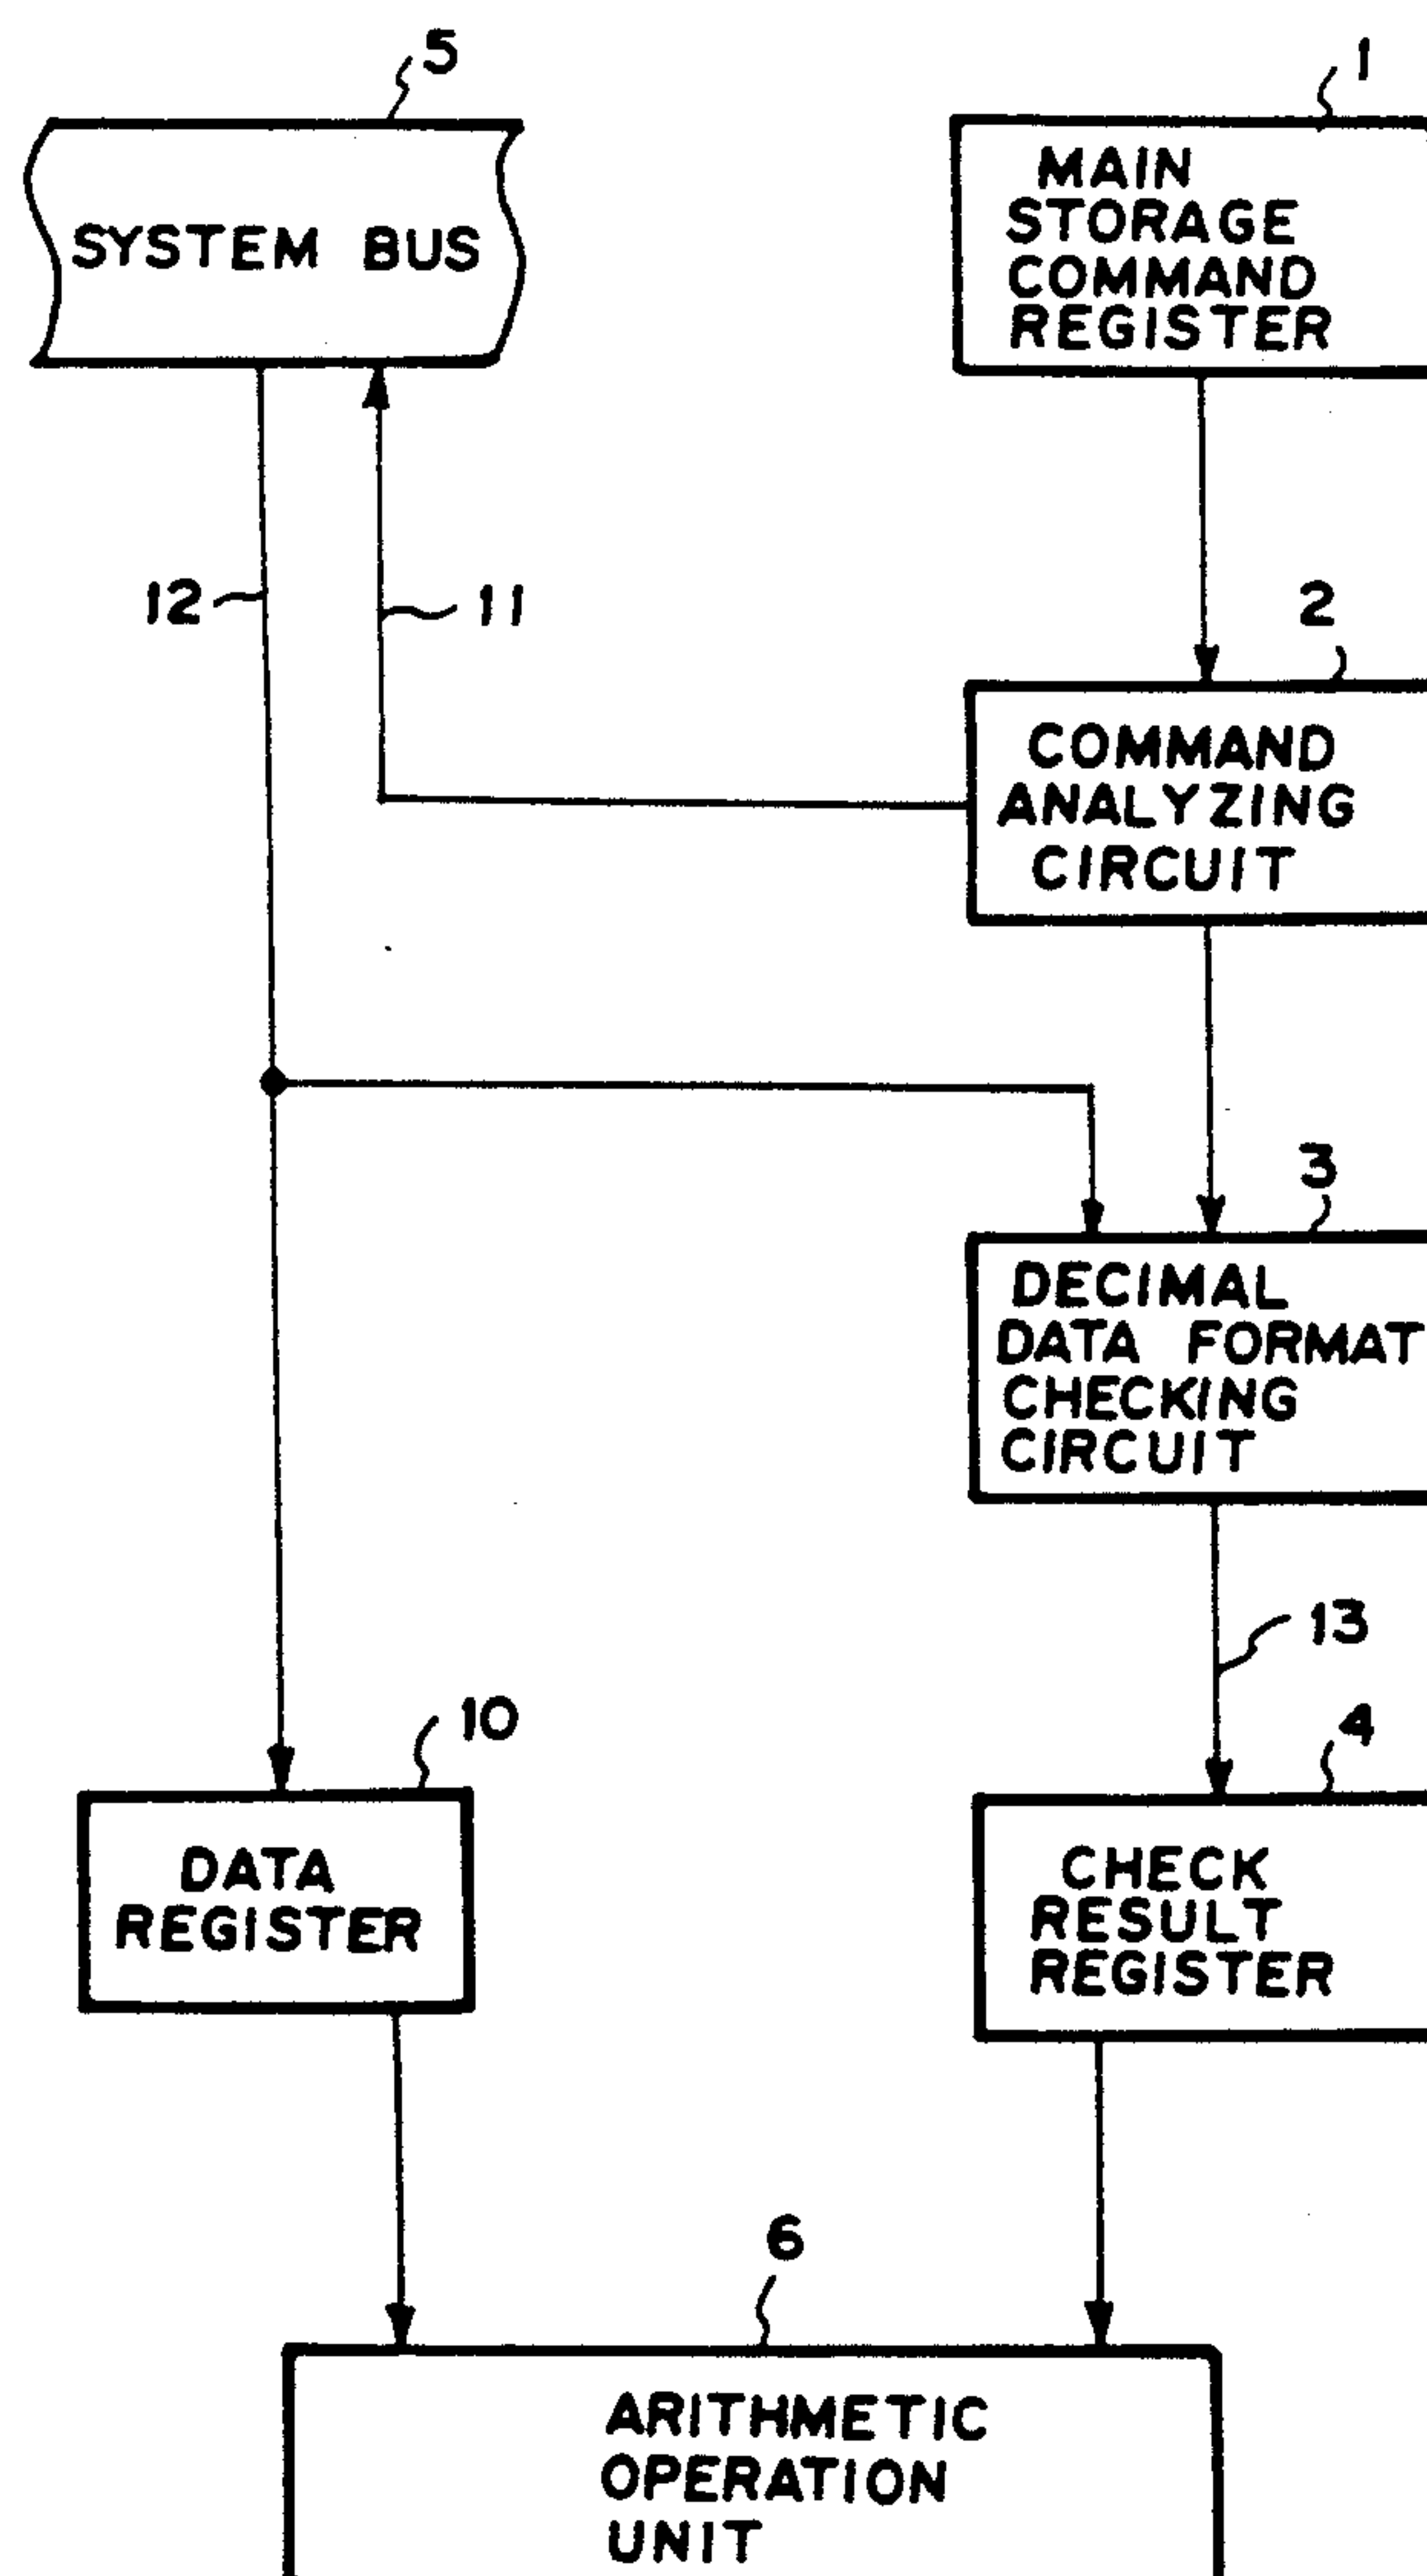 5
SYSTEM BUS
1
MAIN
STORAGE
COMMAND
REGISTER
12
11
2
COMMAND
ANALYZING
CIRCUIT
3
DECIMAL
DATA FORMAT
CHECKING
CIRCUIT
13
10
DATA
REGISTER
4
CHECK
RESULT
REGISTER
6
ARITHMETIC
OPERATION
UNIT